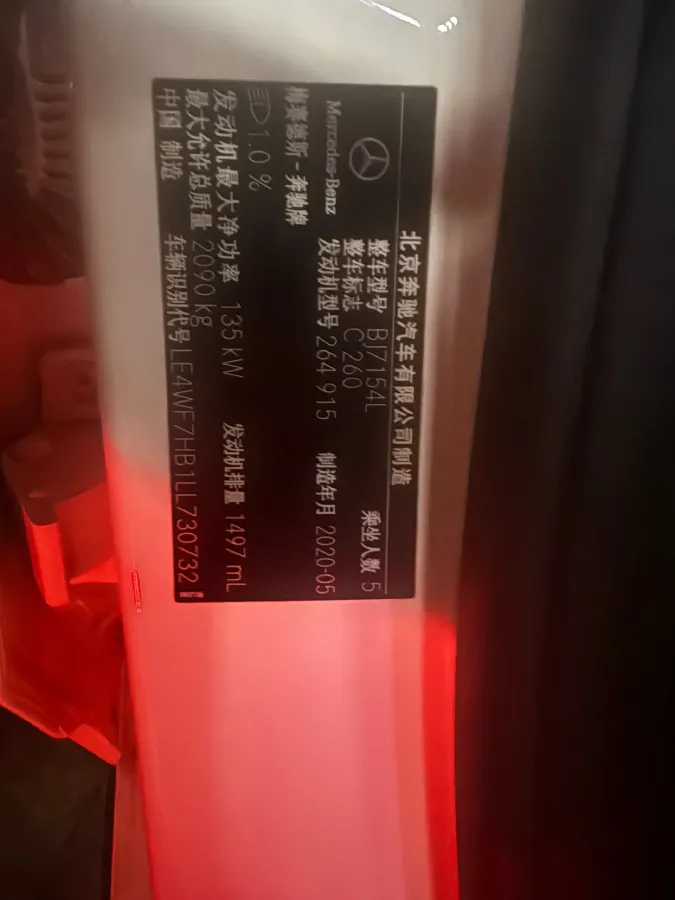 北京奔驰汽车有限公司制造
Mercedes-Benz
梅赛德斯-奔驰牌
整车型号 BJ7154L 乘坐人数 5
整车标志 C 260
发动机型号 264 915 制造年月 2020-05
1.0 %
发动机最大净功率 135 kW 发动机排量 1497 mL
最大允许总质量 2090 kg
中国 制造 车辆识别代号 LE4WF7HB1LL730732